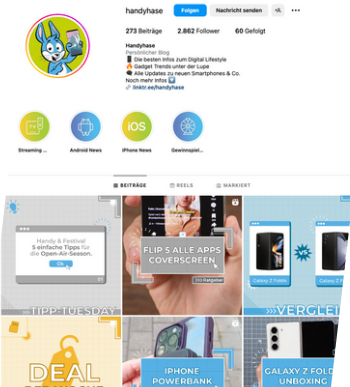 handyhase
Folgen
Nachricht senden
273 Beiträge
2.862 Follower
60 Gefolgt
Handyhase
Persönlicher Blog
Die besten Infos zum Digital Lifestyle
Gadget Trends unter der Lupe
Alle Updates zu neuen Smartphones & Co.
Noch mehr Infos
linktr.ee/handyhase
iOS
Streaming ...
Android News
iPhone News
Gewinnspiel...
BEITRÄGE
REELS
MARKIERT
Handy & Festival
5 einfache Tipps für
die Open-Air-Season.
Ok
>>>TIPP-TUESDAY
FLIP 5 ALLE APPS
COVERSCREEN
>>> Ratgeber
Galaxy Z Fold5
VS
Galaxy Z F
>>>VERGLEI
DEAL
IPHONE
POWERBANK
GALAXY Z FOLD
UNBOXING